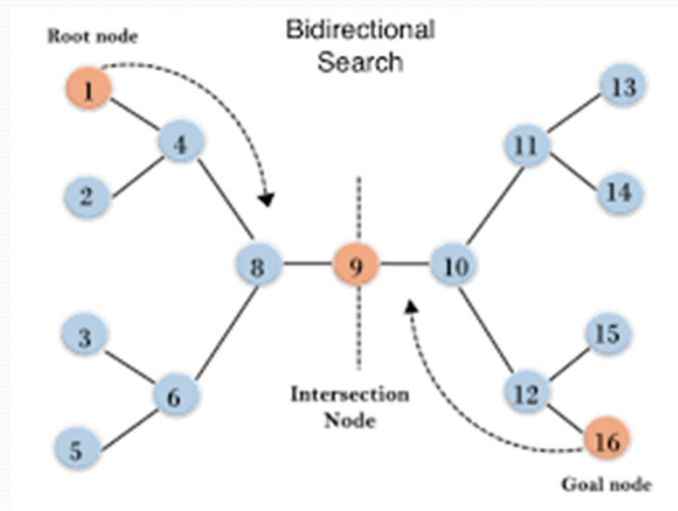 Bidirectional
Search
Root node
1
13
4
11
2
14
8
9
10
3
15
6
12
Intersection
Node
5
16
Goal node